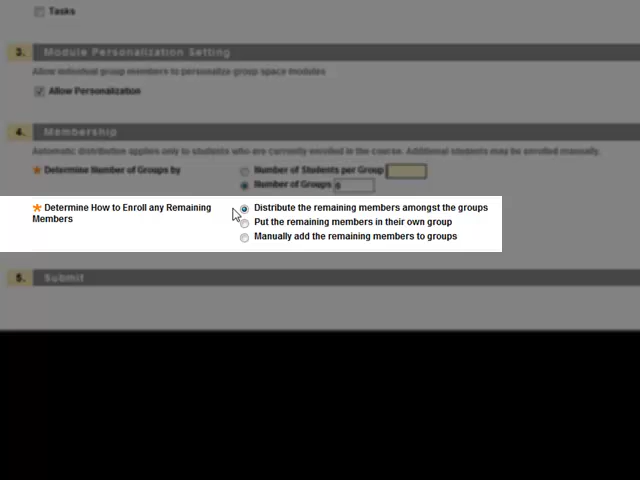 Tasks
3. Module Personalization Setting
Allow individual group members to personalize group space modules
Allow Personalization
4. Membership
Automatic distribution applies only to students who are currently enrolled in the course. Additional students may be enrolled manually.
Determine Number of Groups by
Number of Students per Group
Number of Groups
Determine How to Enroll any Remaining
Members
Distribute the remaining members amongst the groups
Put the remaining members in their own group
Manually add the remaining members to groups
5. Submit